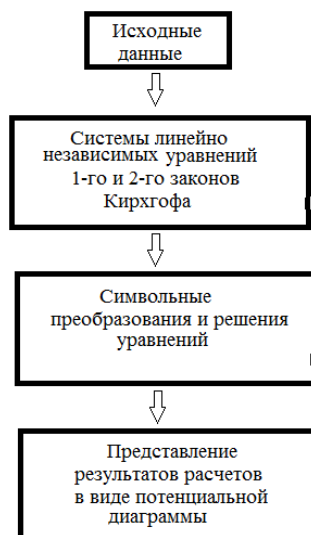 Исходные
данные
Системы линейно
независимых уравнений
1-го и 2-го законов
Кирхгофа
Символьные
преобразования и решения
уравнений
Представление
результатов расчетов
в виде потенциальной
диаграммы